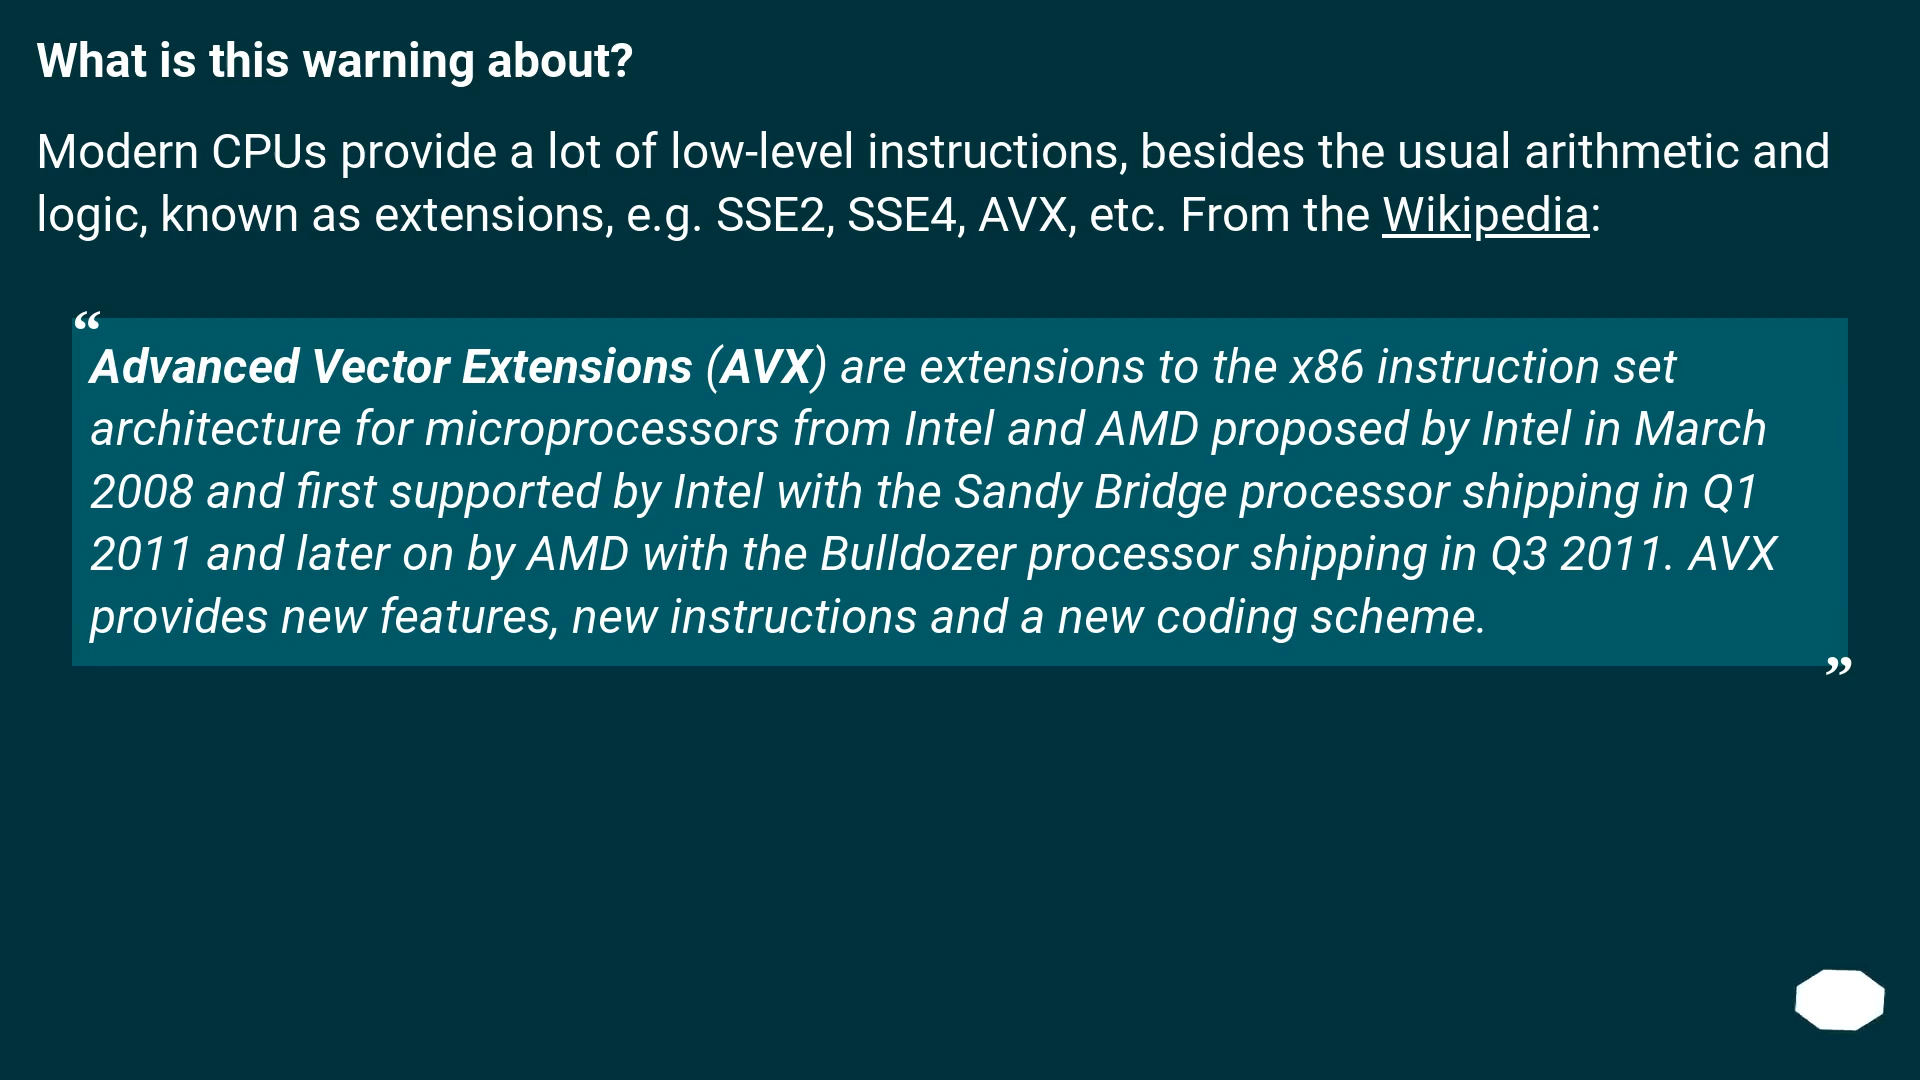 What is this warning about?
Modern CPUs provide a lot of low-level instructions, besides the usual arithmetic and
logic, known as extensions, e.g. SSE2, SSE4, AVX, etc. From the Wikipedia:
“
Advanced Vector Extensions (AVX) are extensions to the x86 instruction set
architecture for microprocessors from Intel and AMD proposed by Intel in March
2008 and first supported by Intel with the Sandy Bridge processor shipping in Q1
2011 and later on by AMD with the Bulldozer processor shipping in Q3 2011. AVX
provides new features, new instructions and a new coding scheme.
”